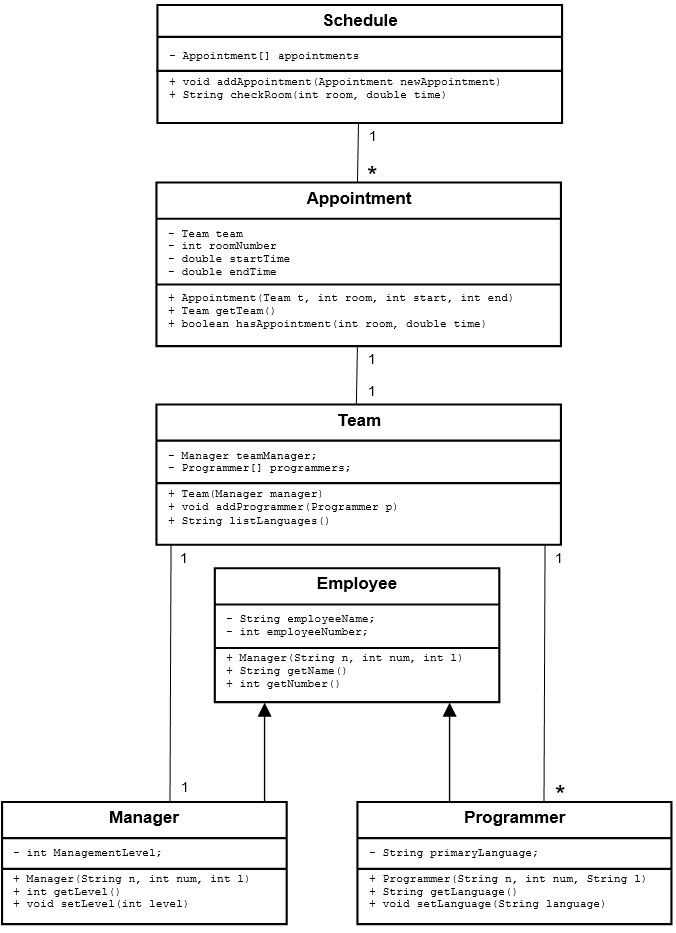 Schedule
- Appointment[] appointments
+ void addAppointment(Appointment newAppointment)
+ String checkRoom(int room, double time)
1
*
Appointment
- Team team
- int roomNumber
- double startTime
- double endTime
+ Appointment(Team t, int room, int start, int end)
+ Team getTeam()
+ boolean hasAppointment(int room, double time)
1
1
Team
- Manager teamManager;
- Programmer[] programmers;
+ Team(Manager manager)
+ void addProgrammer(Programmer p)
+ String listLanguages()
1
1
Employee
- String employeeName;
- int employeeNumber;
+ Manager(String n, int num, int l)
+ String getName()
+ int getNumber()
1
*
Manager
- int ManagementLevel;
+ Manager(String n, int num, int l)
+ int getLevel()
+ void setLevel(int level)
Programmer
- String primaryLanguage;
+ Programmer(String n, int num, String l)
+ String getLanguage()
+ void setLanguage(String language)